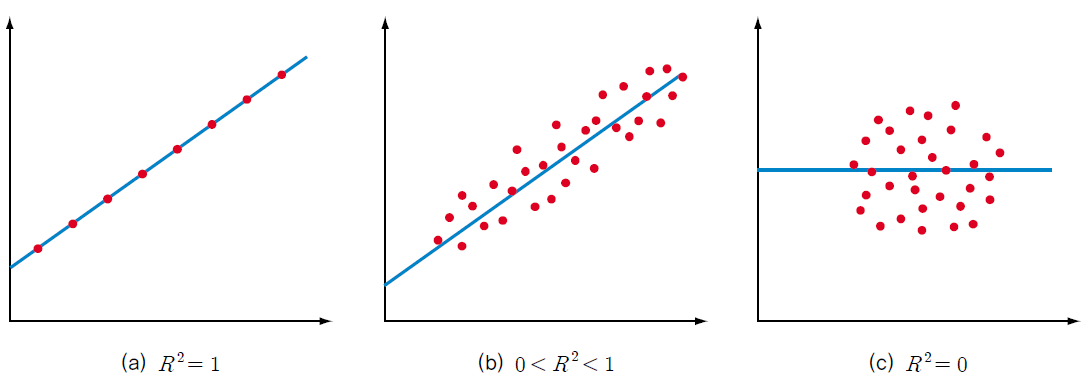 (a) R² = 1
(b) 0 < R² < 1
(c) R² = 0